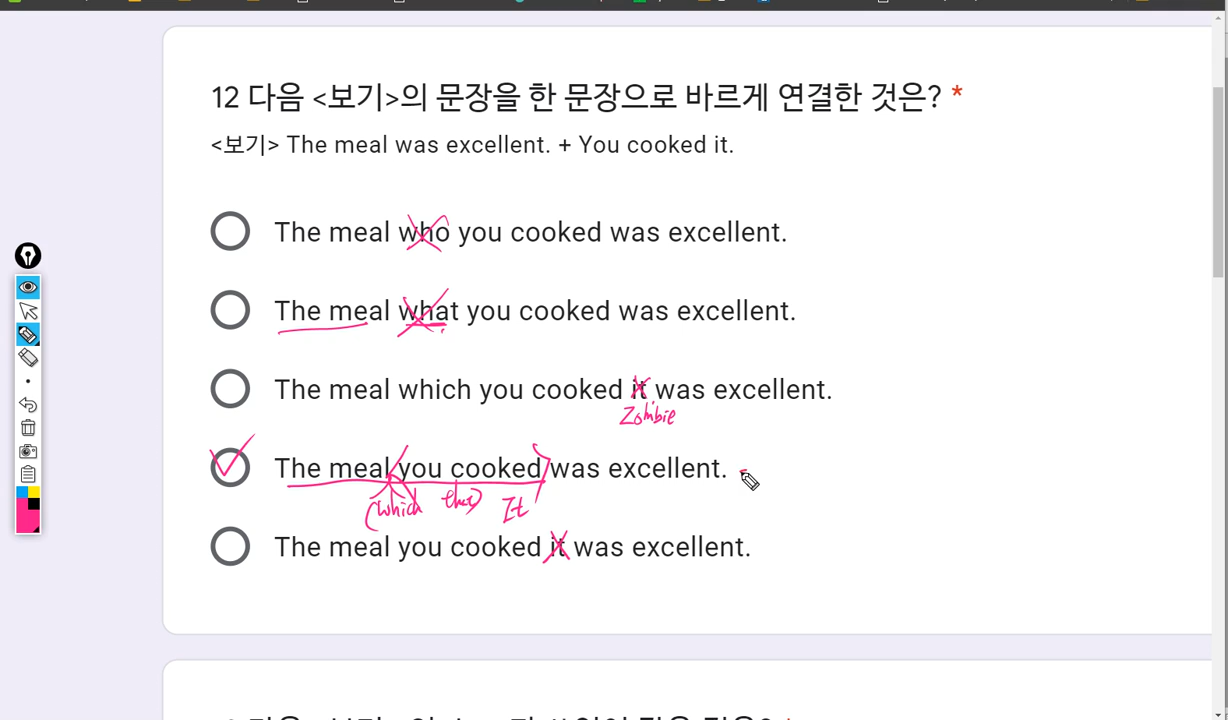 12 다음 <보기>의 문장을 한 문장으로 바르게 연결한 것은? *
<보기> The meal was excellent. + You cooked it.
The meal who you cooked was excellent.
The meal what you cooked was excellent.
The meal which you cooked it was excellent.
Zombie
The meal you cooked was excellent.
(which that) It
The meal you cooked it was excellent.